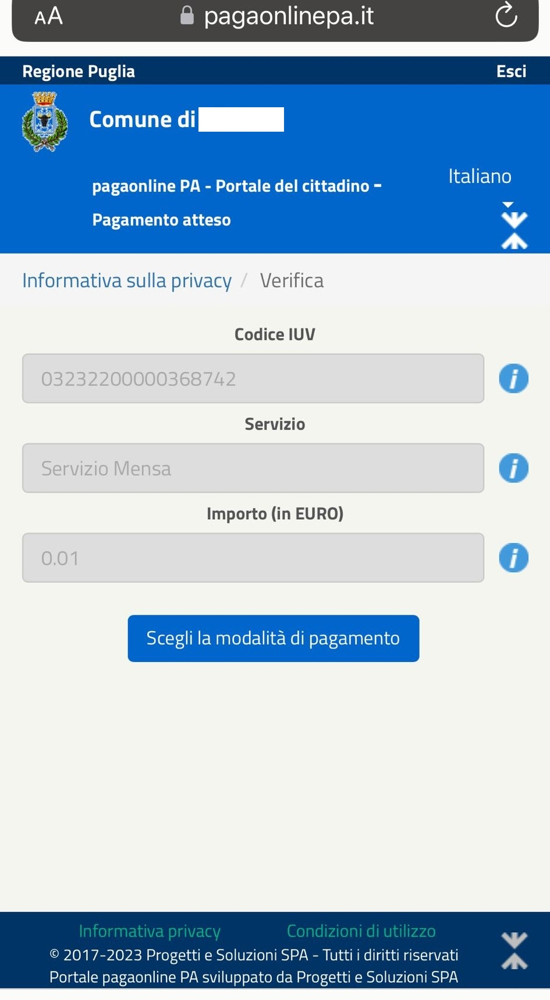 AA pagaonlinepa.it
Regione Puglia Esci
Comune di
Italiano
pagaonline PA - Portale del cittadino -
Pagamento atteso
Informativa sulla privacy / Verifica
Codice IUV
03232200000368742
i
Servizio
Servizio Mensa
i
Importo (in EURO)
0.01
i
Scegli la modalità di pagamento
Informativa privacy Condizioni di utilizzo
© 2017-2023 Progetti e Soluzioni SPA - Tutti i diritti riservati
Portale pagaonline PA sviluppato da Progetti e Soluzioni SPA